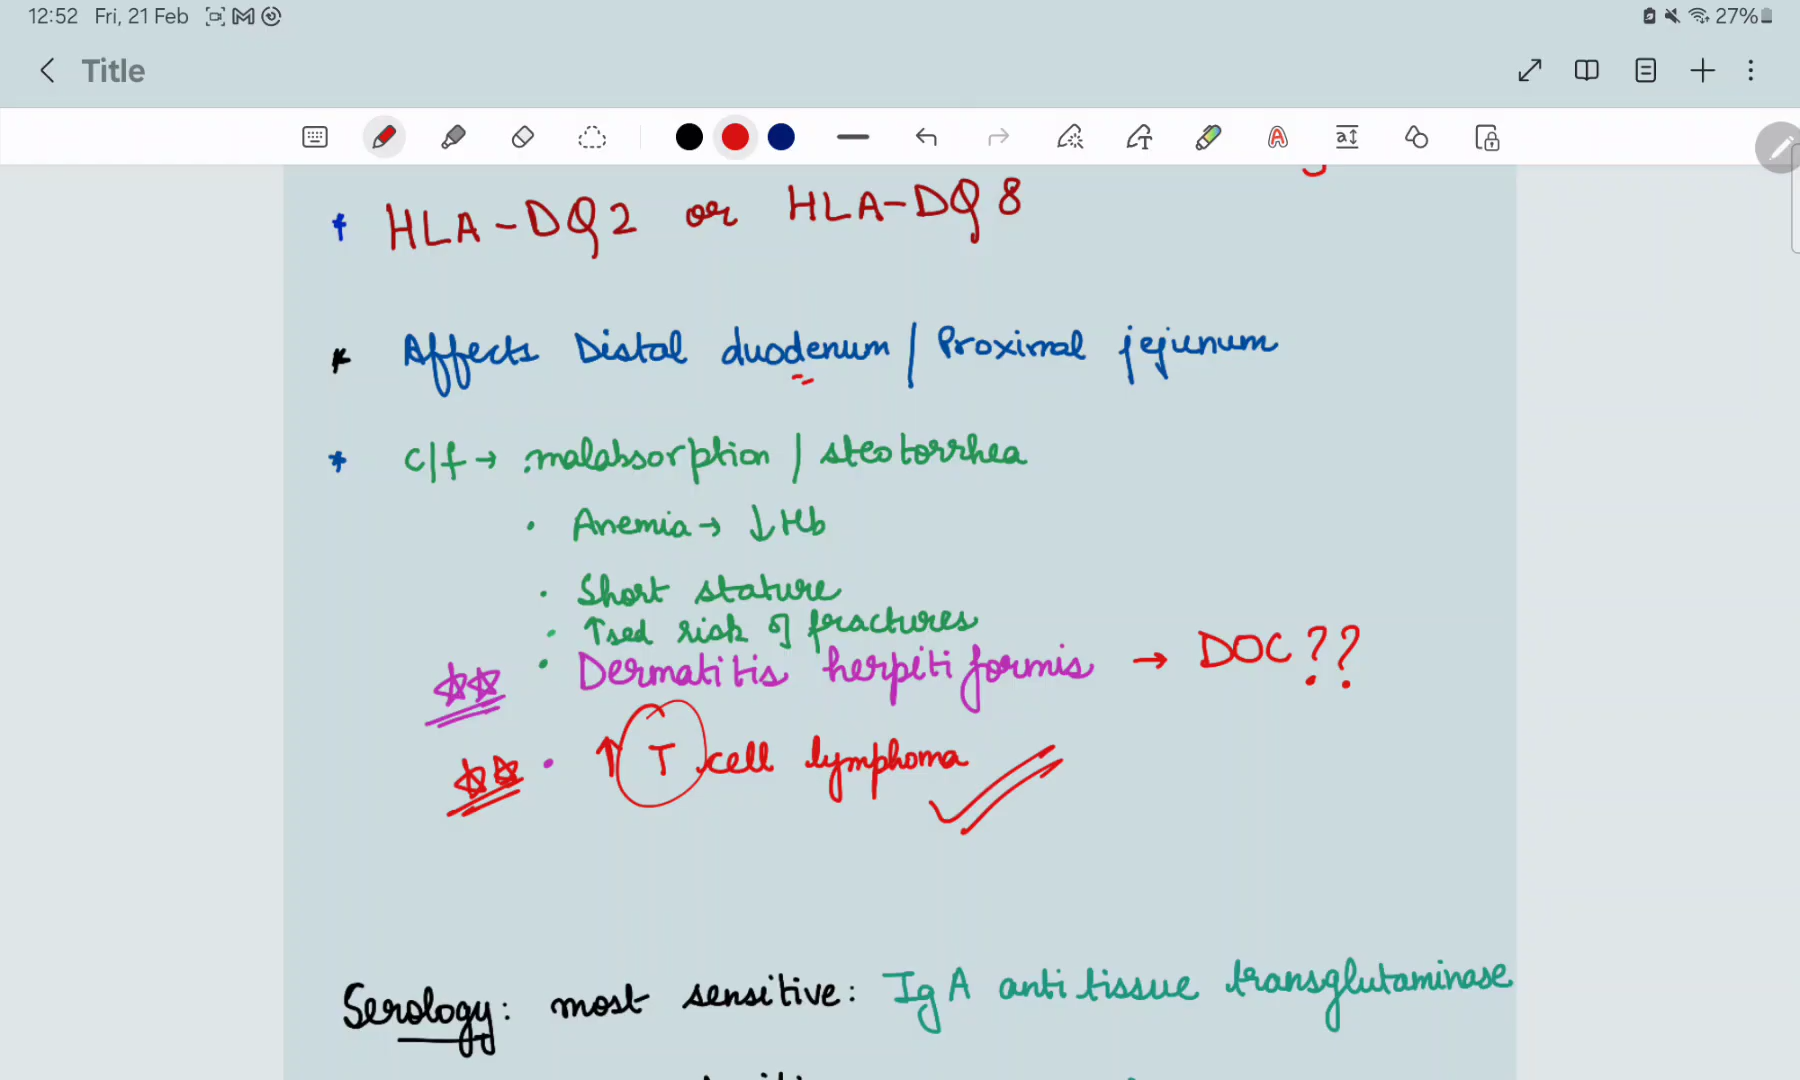 12:52 Fri, 21 Feb 27%
Title
HLA-DQ2 or HLA-DQ8
* Affects Distal duodenum / Proximal jejunum
* c/f → malabsorption / steotorrhea
• Anemia → ↓Hb
• Short stature
• ↑sed risk of fractures
• Dermatitis herpitiformis → DOC??
• ↑ T cell lymphoma
Serology: most sensitive: IgA anti tissue transglutaminase